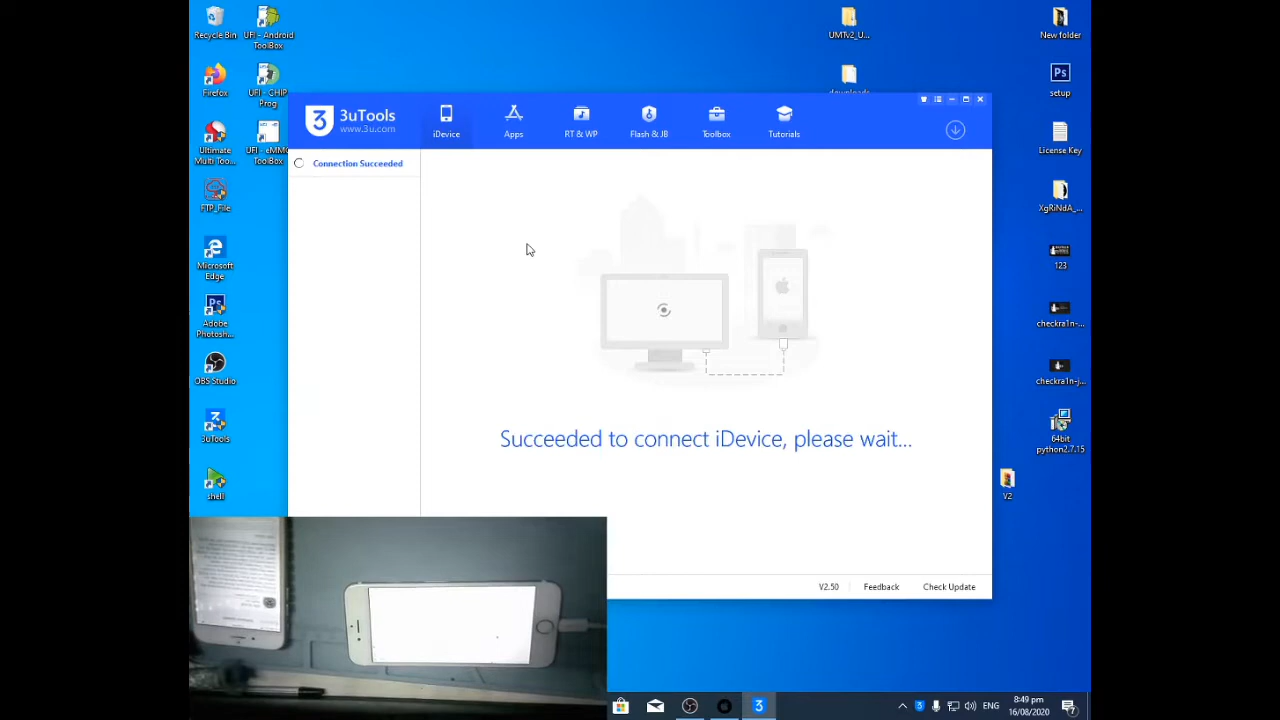 Recycle Bin
UFI - Android
ToolBox
Firefox
UFI - CHIP
Prog
Ultimate
Multi Too...
UFI - eMMC
ToolBox
FTP_File
Microsoft
Edge
Adobe
Photosh...
OBS Studio
3uTools
shell
UMTv2_U...
downloads
New folder
Ps
setup
License Key
XgRiNdA_...
123
checkra1n-...
checkra1n-j...
64bit
python2.7.15
V2
3
3uTools
www.3u.com
iDevice
Apps
RT & WP
Flash & JB
Toolbox
Tutorials
Connection Succeeded
Succeeded to connect iDevice, please wait...
V2.50
Feedback
Check Update
ENG
8:49 pm
16/08/2020